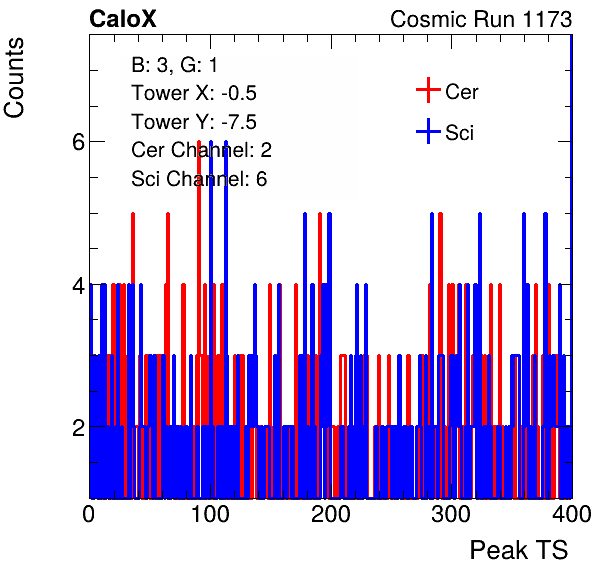 CaloX
Cosmic Run 1173
Counts
B: 3, G: 1
Tower X: -0.5
Tower Y: -7.5
Cer Channel: 2
Sci Channel: 6
Cer
Sci
6
4
2
0
100
200
300
400
Peak TS